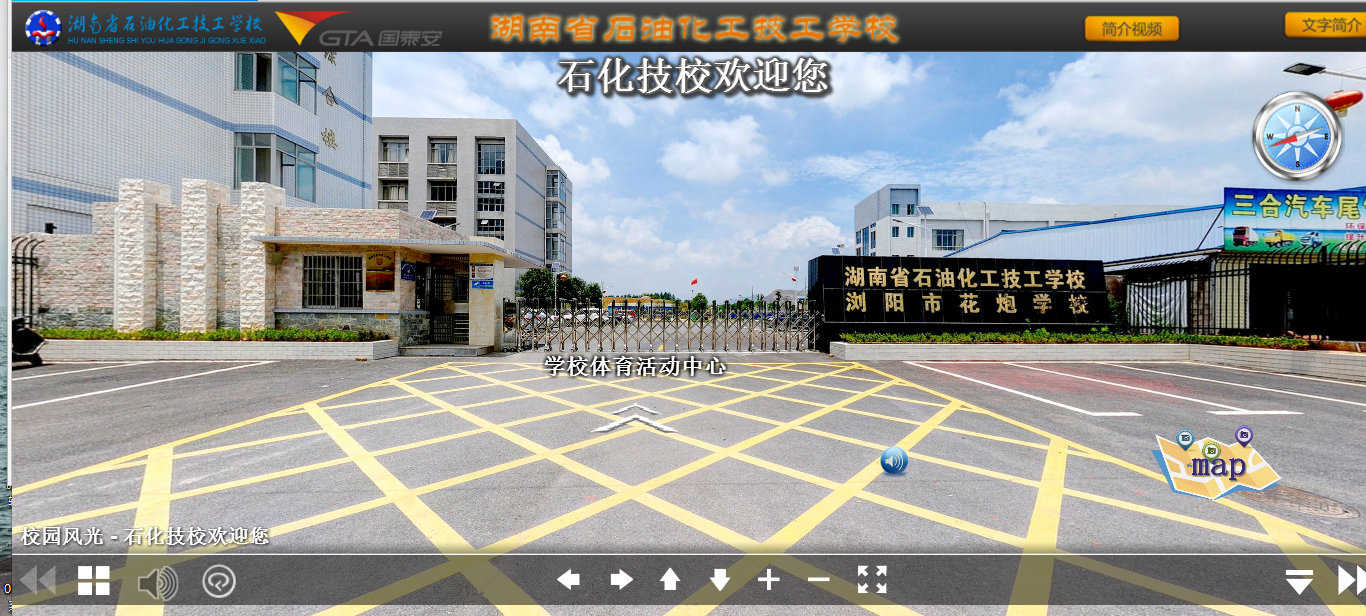 湖南省石油化工技工学校
HU NAN SHENG SHI YOU HUA GONG JI GONG XUE XIAO
GTA 国泰安
湖南省石油化工技工学校
简介视频
文字简介
石化技校欢迎您
合
楼
N
W
E
S
三合汽车尾
环保
湖南省石油化工技工学校
浏阳市花炮学校
学校体育活动中心
map
校园风光 - 石化技校欢迎您
0